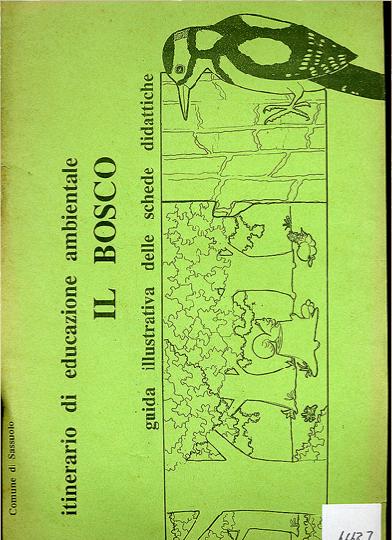 Comune di Sassuolo
itinerario di educazione ambientale
IL BOSCO
guida illustrativa delle schede didattiche